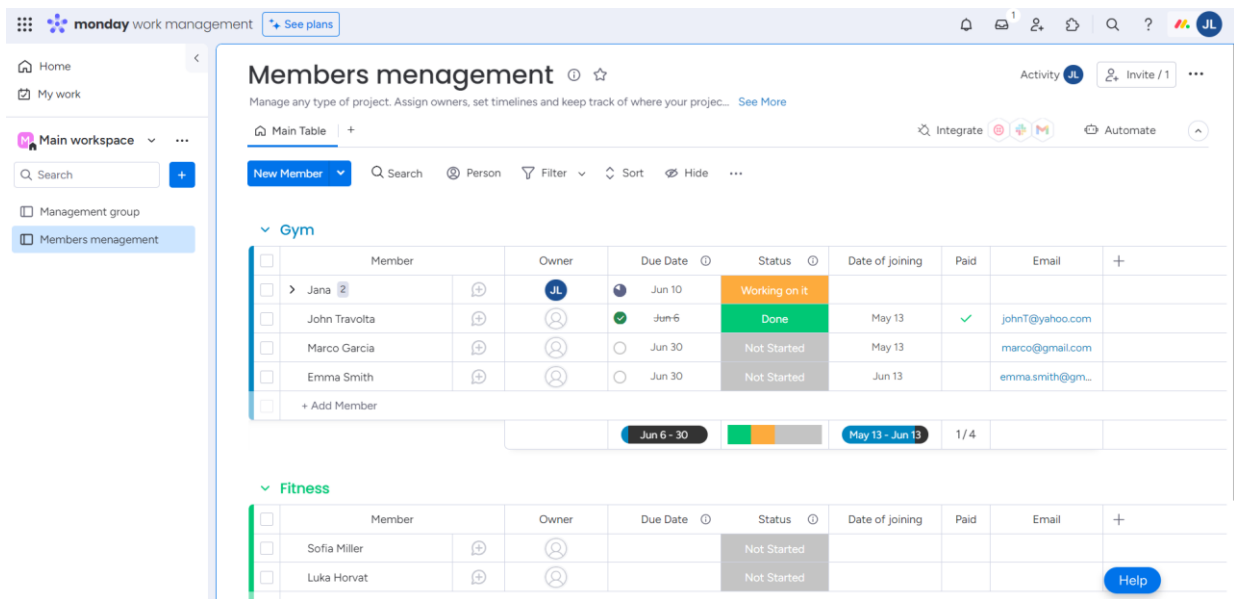 monday work management See plans
1
JL
Home
My work
M Main workspace
Search
+
Management group
Members menagement
Members menagement
Activity JL Invite / 1
Manage any type of project. Assign owners, set timelines and keep track of where your projec... See More
Main Table +
Integrate M Automate
New Member Search Person Filter Sort Hide
Gym
Member Owner Due Date Status Date of joining Paid Email +
Jana 2 JL Jun 10 Working on it
John Travolta Jun 6 Done May 13 johnT@yahoo.com
Marco Garcia Jun 30 Not Started May 13 marco@gmail.com
Emma Smith Jun 30 Not Started Jun 13 emma.smith@gm...
+ Add Member
Jun 6 - 30 May 13 - Jun 13 1/4
Fitness
Member Owner Due Date Status Date of joining Paid Email +
Sofia Miller Not Started
Luka Horvat Not Started
Help